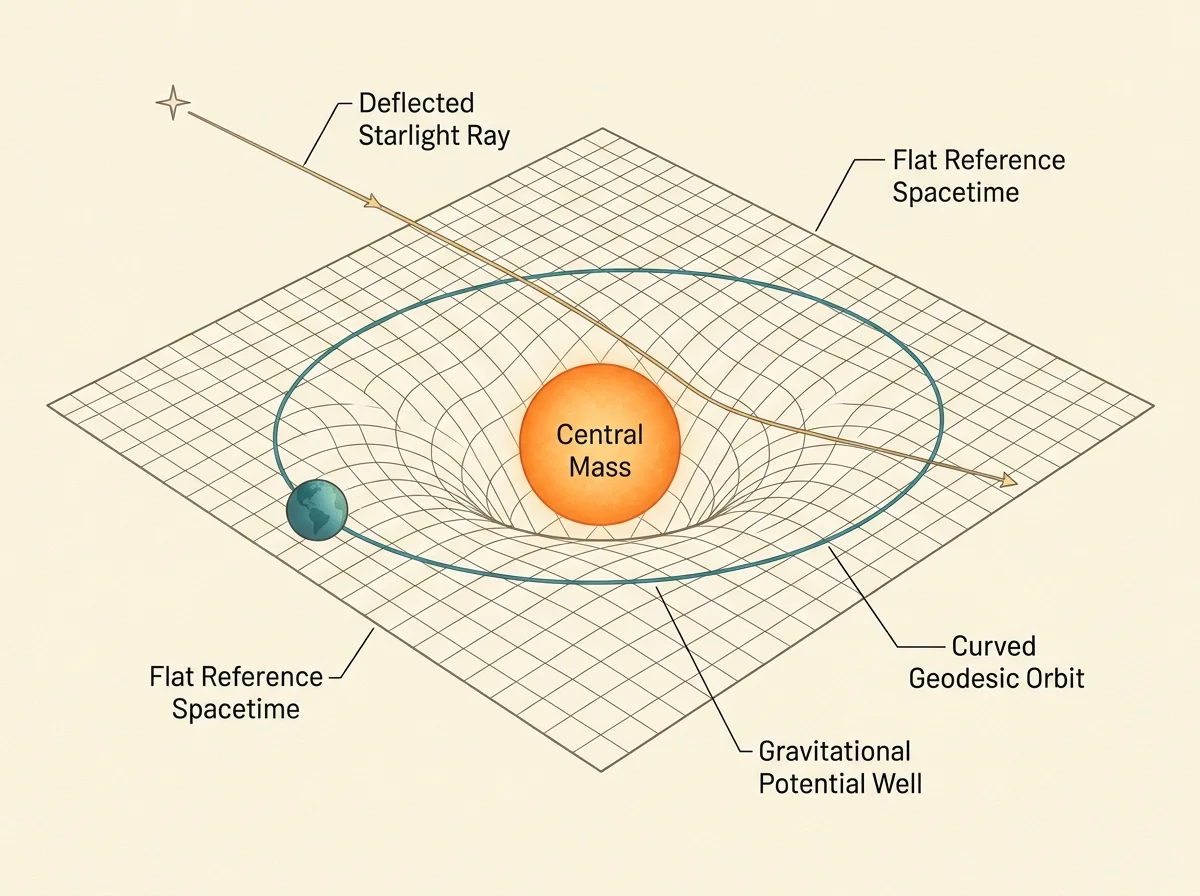 Deflected
Starlight Ray
Flat Reference
Spacetime
Central
Mass
Flat Reference
Spacetime
Curved
Geodesic Orbit
Gravitational
Potential Well